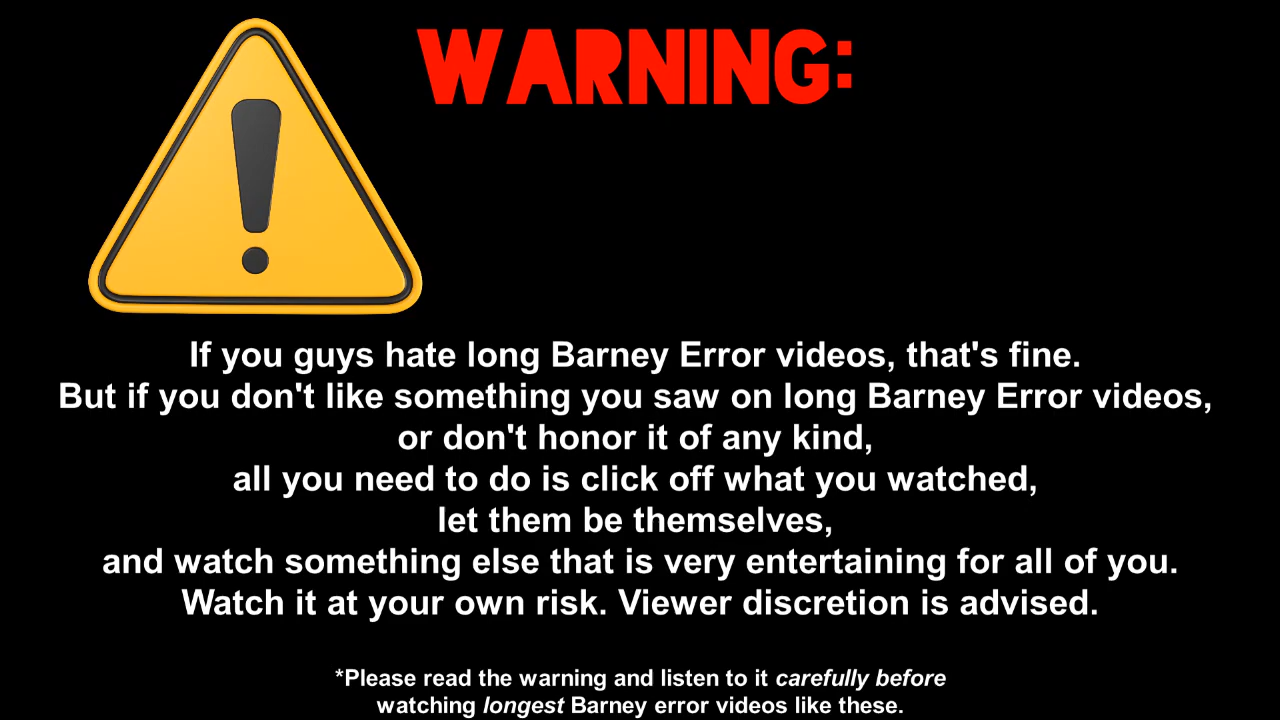 WARNING:
If you guys hate long Barney Error videos, that's fine.
But if you don't like something you saw on long Barney Error videos,
or don't honor it of any kind,
all you need to do is click off what you watched,
let them be themselves,
and watch something else that is very entertaining for all of you.
Watch it at your own risk. Viewer discretion is advised.
*Please read the warning and listen to it carefully before
watching longest Barney error videos like these.